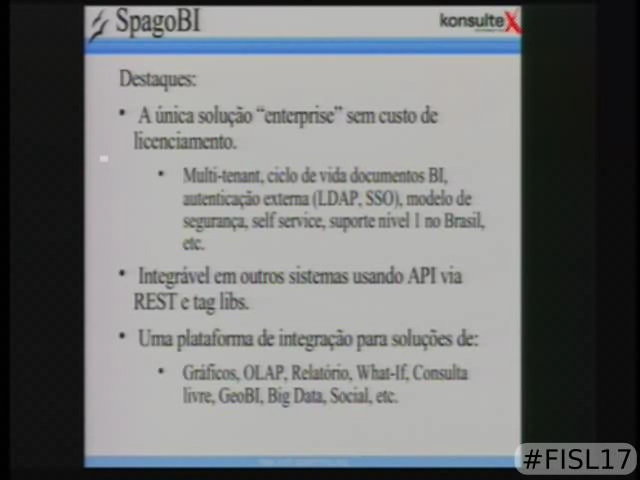 SpagoBI
konsulteX
Destaques:
• A única solução “enterprise” sem custo de
licenciamento.
• Multi-tenant, ciclo de vida documentos BI,
autenticação externa (LDAP, SSO), modelo de
segurança, self service, suporte nivel 1 no Brasil,
etc.
• Integrável em outros sistemas usando API via
REST e tag libs.
• Uma plataforma de integração para soluções de:
• Gráficos, OLAP, Relatório, What-If, Consulta
livre, GeoBI, Big Data, Social, etc.
#FISL17